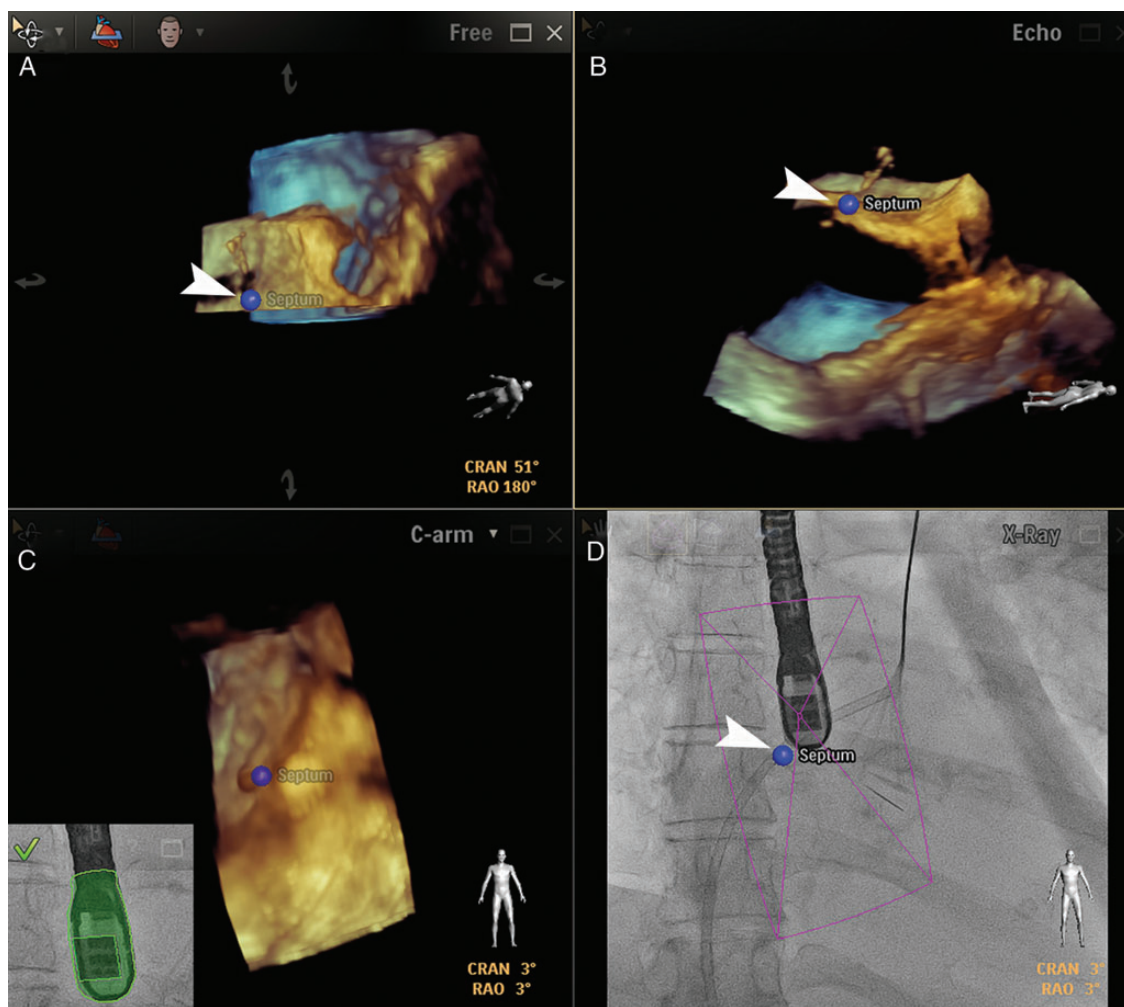 Free
A
Septum
CRAN 51°
RAO 180°
Echo
B
Septum
C-arm
C
Septum
CRAN 3°
RAO 3°
X-Ray
D
Septum
CRAN 3°
RAO 3°